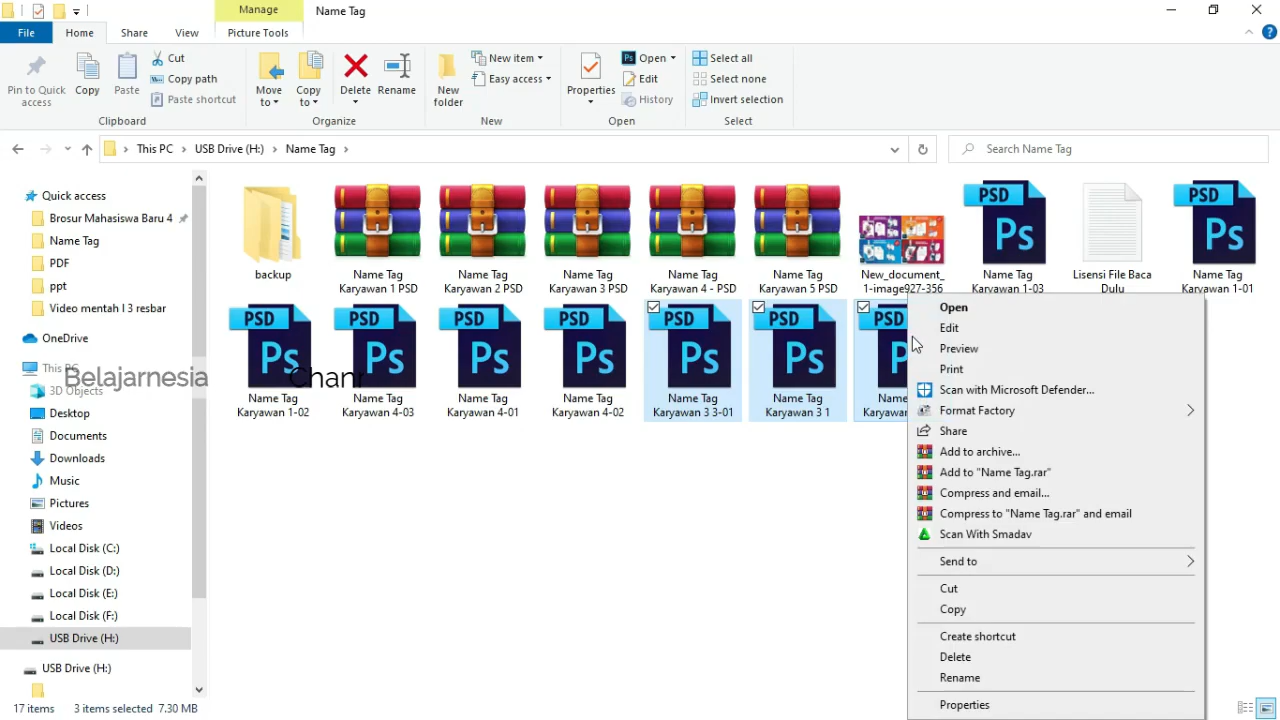 Manage
Name Tag
File
Home
Share
View
Picture Tools
Pin to Quick access
Copy
Paste
Cut
Copy path
Paste shortcut
Clipboard
Move to
Copy to
Delete
Rename
Organize
New folder
New item
Easy access
New
Properties
Open
Edit
History
Open
Select all
Select none
Invert selection
Select
This PC
USB Drive (H:)
Name Tag
Search Name Tag
Quick access
Brosur Mahasiswa Baru 4
Name Tag
PDF
ppt
Video mentah I 3 resbar
OneDrive
This PC
3D Objects
Desktop
Documents
Downloads
Music
Pictures
Videos
Local Disk (C:)
Local Disk (D:)
Local Disk (E:)
Local Disk (F:)
USB Drive (H:)
USB Drive (H:)
backup
Name Tag
Karyawan 1 PSD
Name Tag
Karyawan 2 PSD
Name Tag
Karyawan 3 PSD
Name Tag
Karyawan 4 - PSD
Name Tag
Karyawan 5 PSD
New_document_
1-image927-356
PSD
Ps
Name Tag
Karyawan 1-03
Lisensi File Baca
Dulu
PSD
Ps
Name Tag
Karyawan 1-01
PSD
Ps
Name Tag
Karyawan 1-02
PSD
Ps
Name Tag
Karyawan 4-03
PSD
Ps
Name Tag
Karyawan 4-01
PSD
Ps
Name Tag
Karyawan 4-02
PSD
Ps
Name Tag
Karyawan 3 3-01
PSD
Ps
Name Tag
Karyawan 3 1
PSD
Belajarnesia Chan
Open
Edit
Preview
Print
Scan with Microsoft Defender...
Format Factory
Share
Add to archive...
Add to "Name Tag.rar"
Compress and email...
Compress to "Name Tag.rar" and email
Scan With Smadav
Send to
Cut
Copy
Create shortcut
Delete
Rename
Properties
17 items
3 items selected 7.30 MB